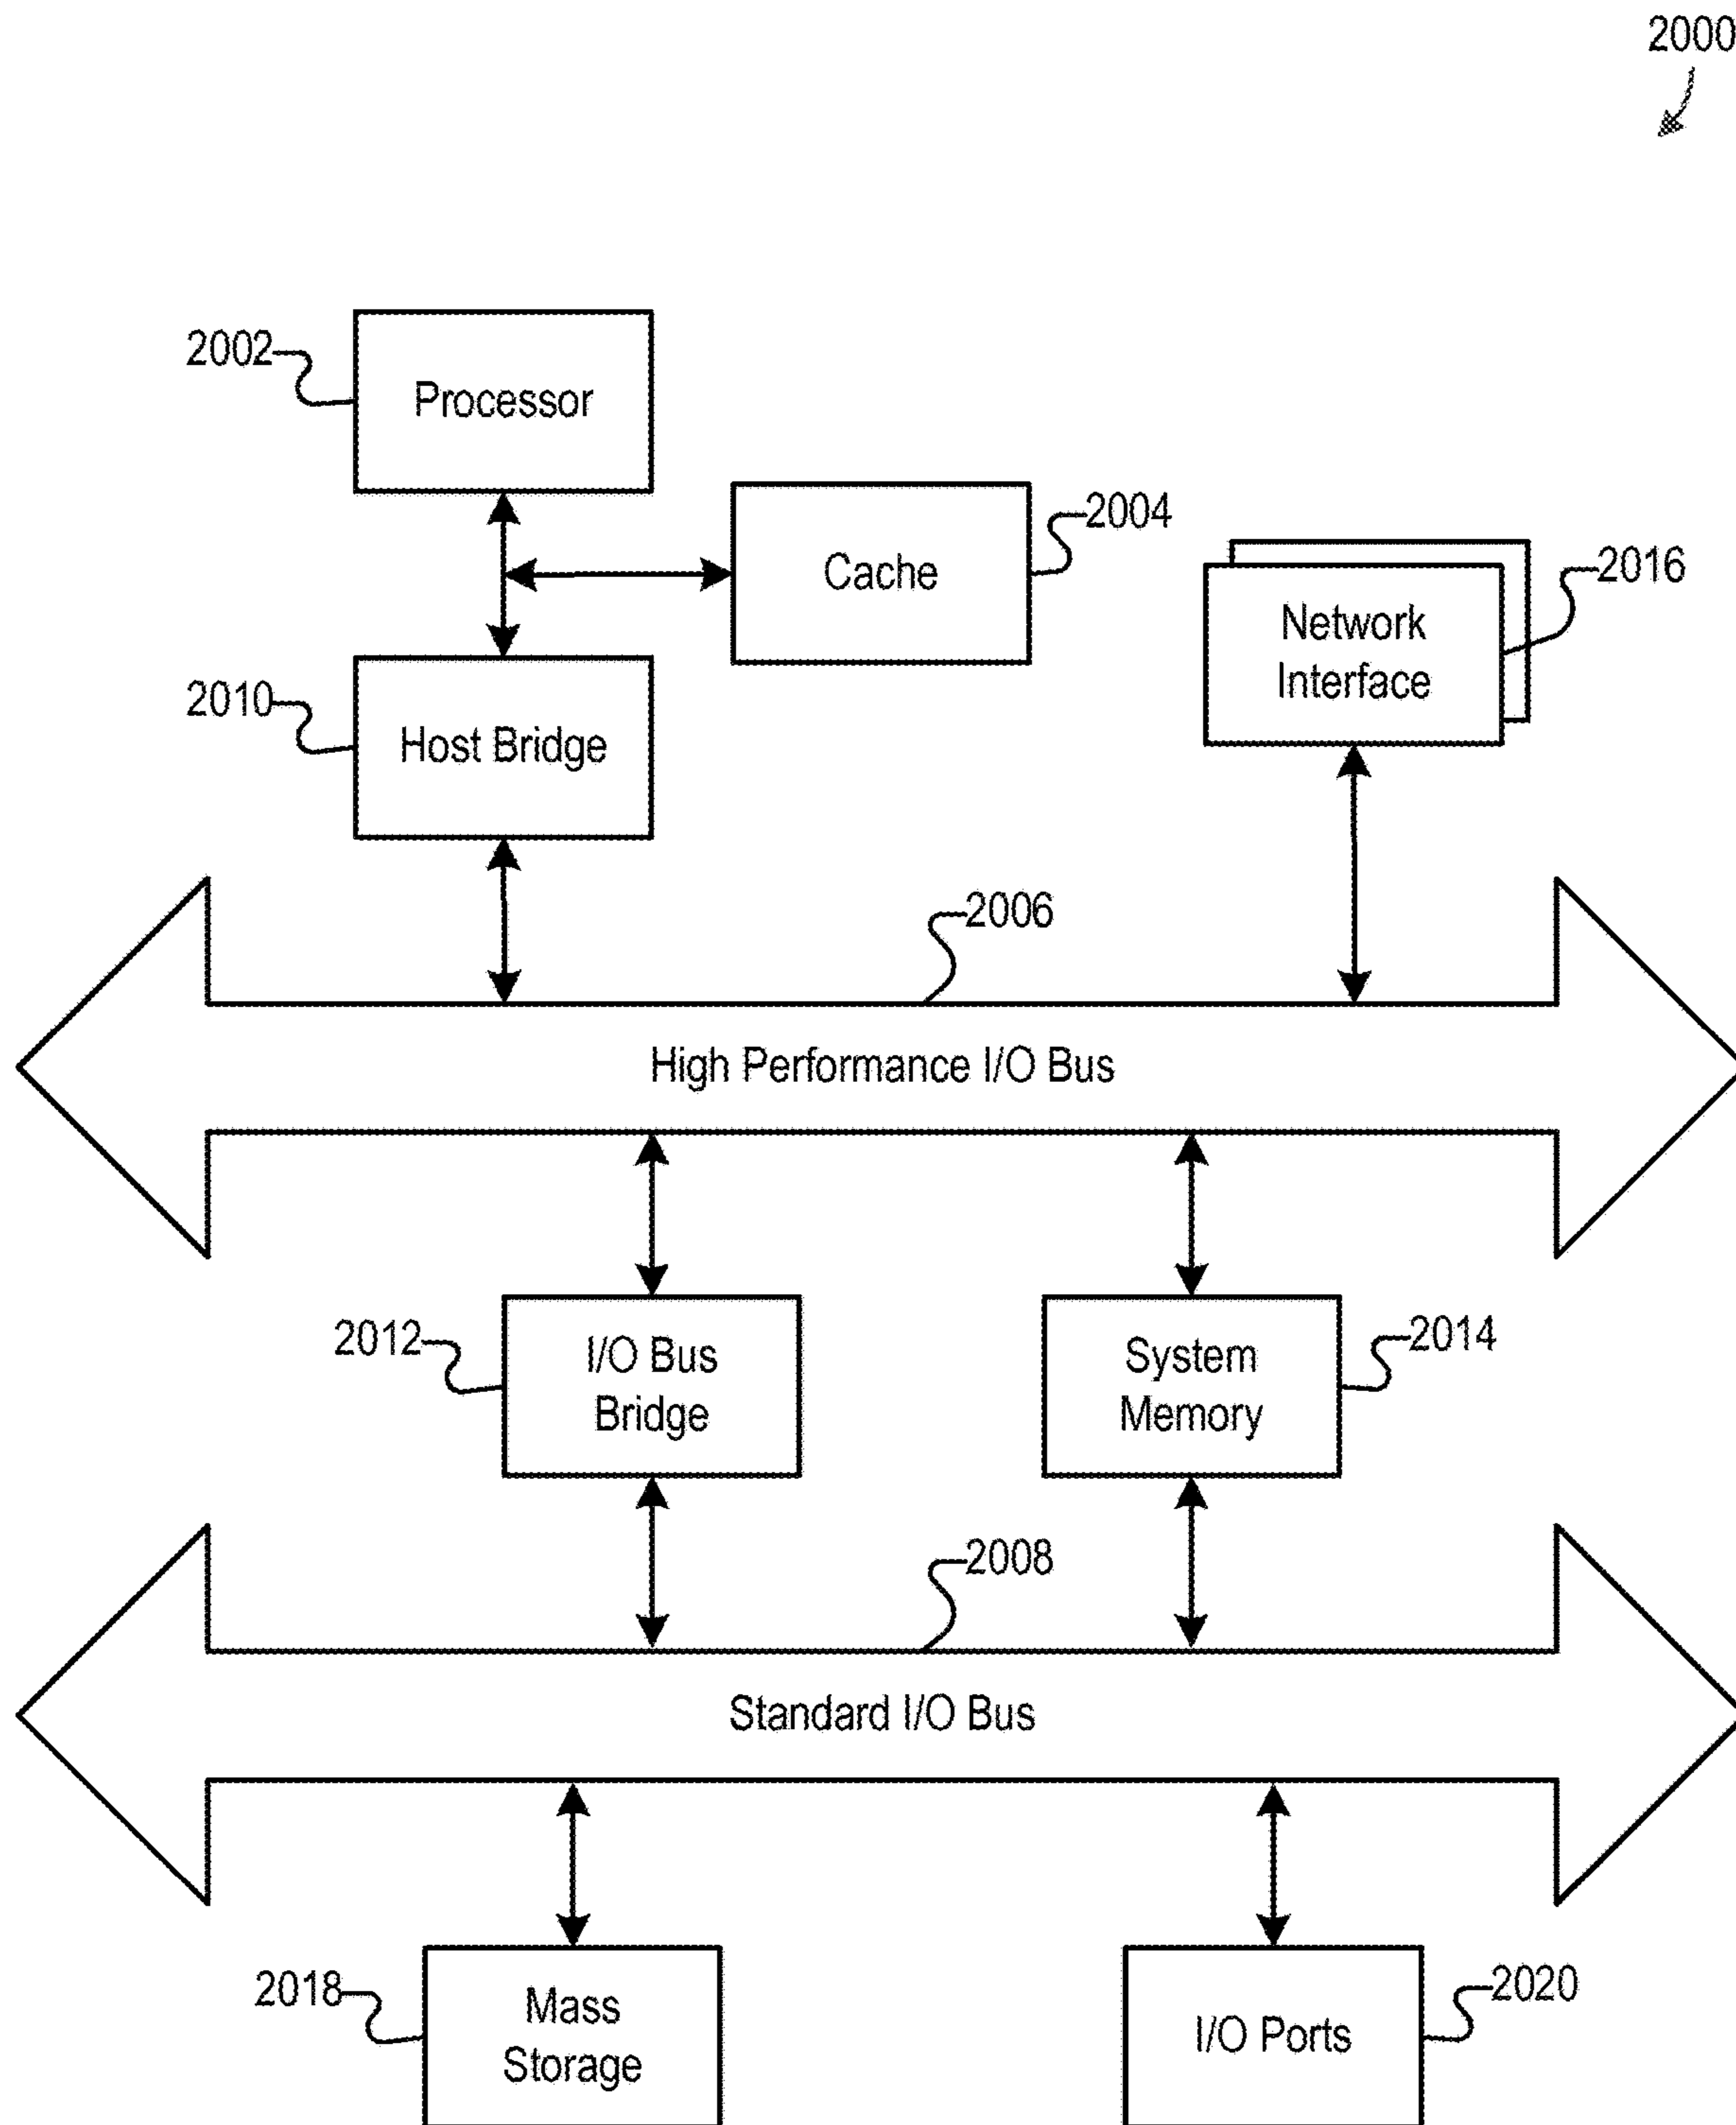 2000
2002
Processor
2004
Cache
2016
Network
Interface
2010
Host Bridge
2006
High Performance I/O Bus
2012
I/O Bus
Bridge
System
Memory
2014
2008
Standard I/O Bus
2018
Mass
Storage
I/O Ports
2020